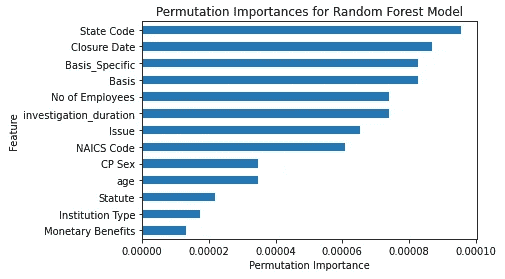 Permutation Importances for Random Forest Model
State Code
Closure Date
Basis_Specific
Basis
No of Employees
investigation_duration
Issue
NAICS Code
CP Sex
age
Statute
Institution Type
Monetary Benefits
Feature
0.00000 0.00002 0.00004 0.00006 0.00008 0.00010
Permutation Importance